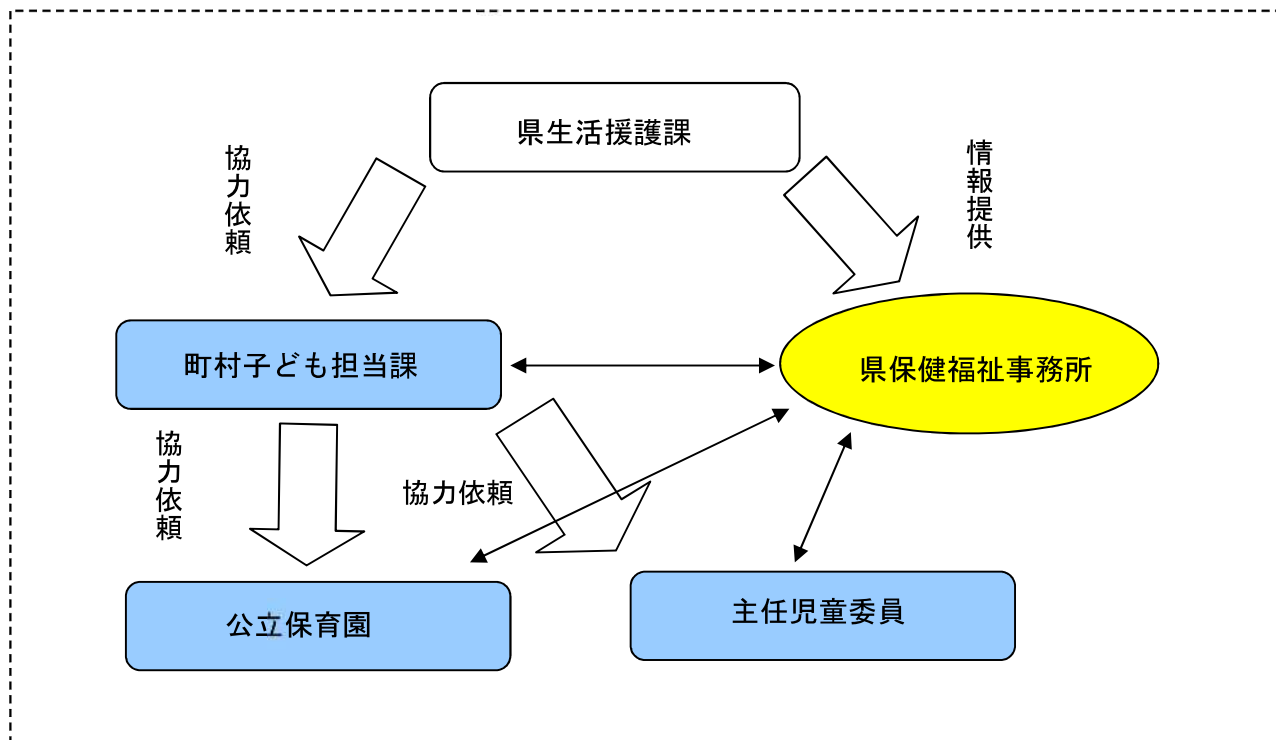 県生活援護課
協力依頼
情報提供
町村子ども担当課
県保健福祉事務所
協力依頼
協力依頼
公立保育園
主任児童委員